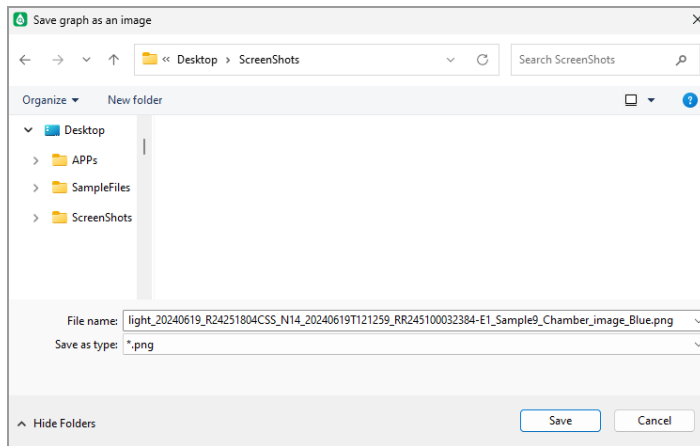 Save graph as an image
« Desktop › ScreenShots
Search ScreenShots
Organize
New folder
Desktop
APPs
SampleFiles
ScreenShots
File name: light_20240619_R24251804CSS_N14_20240619T121259_RR245100032384-E1_Sample9_Chamber_image_Blue.png
Save as type: *.png
Hide Folders
Save
Cancel